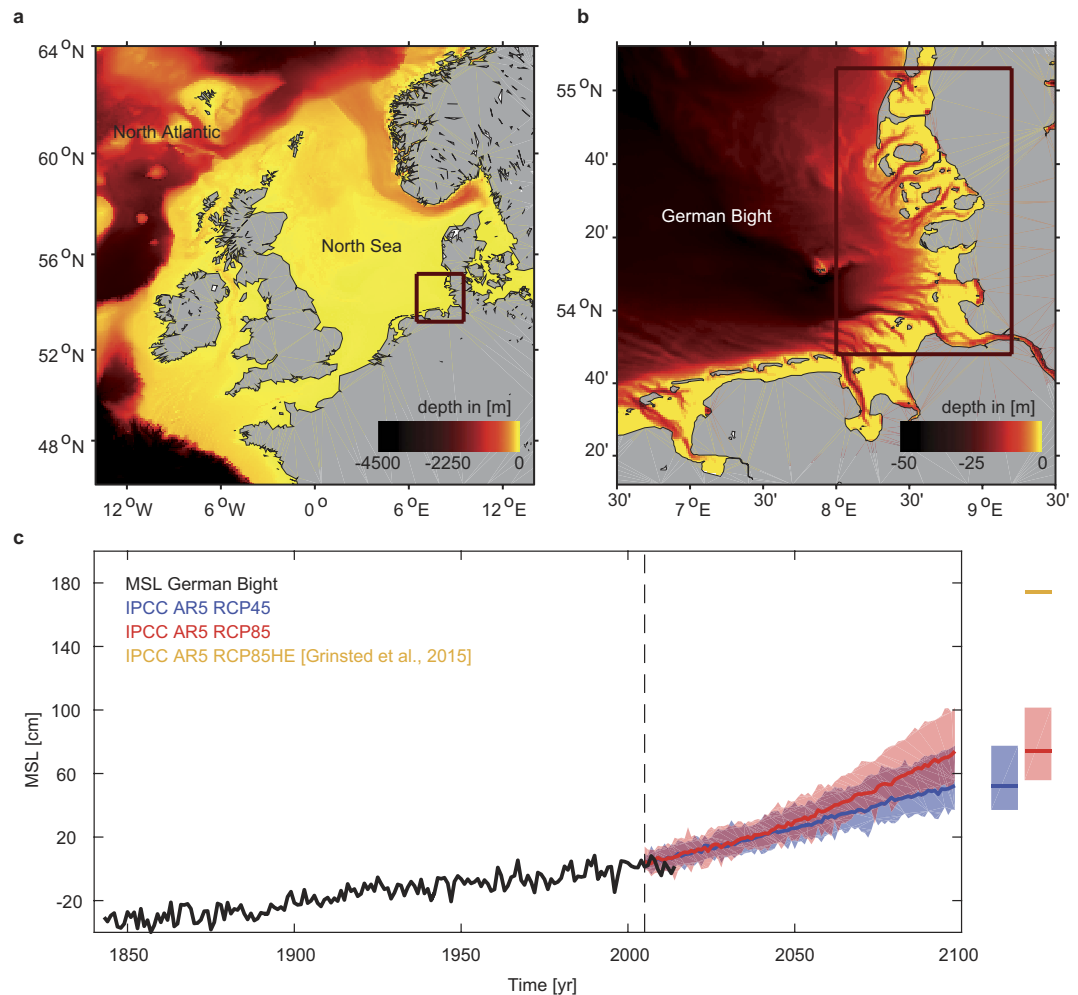 a
64 °N
60 °N
56 °N
52 °N
48 °N
North Atlantic
North Sea
depth in [m]
-4500 -2250 0
12 °W 6 °W 0 ° 6 °E 12 °E
b
55 °N
40'
20'
54 °N
40'
20'
German Bight
depth in [m]
-50 -25 0
30' 7 °E 30' 8 °E 30' 9 °E 30'
c
MSL German Bight
IPCC AR5 RCP45
IPCC AR5 RCP85
IPCC AR5 RCP85HE [Grinsted et al., 2015]
MSL [cm]
180
140
100
60
20
-20
1850 1900 1950 2000 2050 2100
Time [yr]